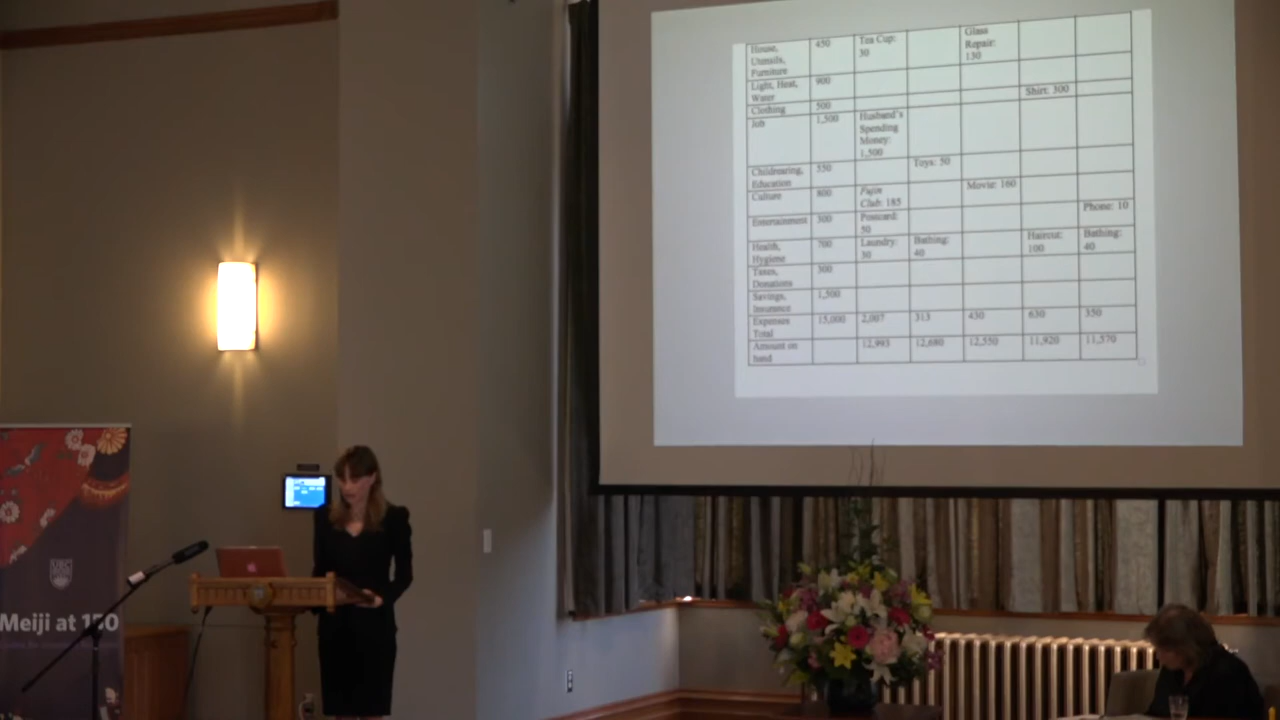 House, Utensils, Furniture 450 Tea Cup: 30 Glass Repair: 130
Light, Heat, Water 900
Clothing 500 Shirt: 300
Job 1,500 Husband's Spending Money: 1,500
Childrearing, Education 550 Toys: 50
Culture 800 Fujin Club: 185 Movie: 160
Entertainment 300 Postcard: 50 Phone: 10
Health, Hygiene 700 Laundry: 30 Bathing: 40 Haircut: 100 Bathing: 40
Taxes, Donations 300
Savings, Insurance 1,500
Expenses Total 15,000 2,007 313 430 630 350
Amount on hand 12,993 12,680 12,550 11,920 11,570
UBC
Meiji at 150